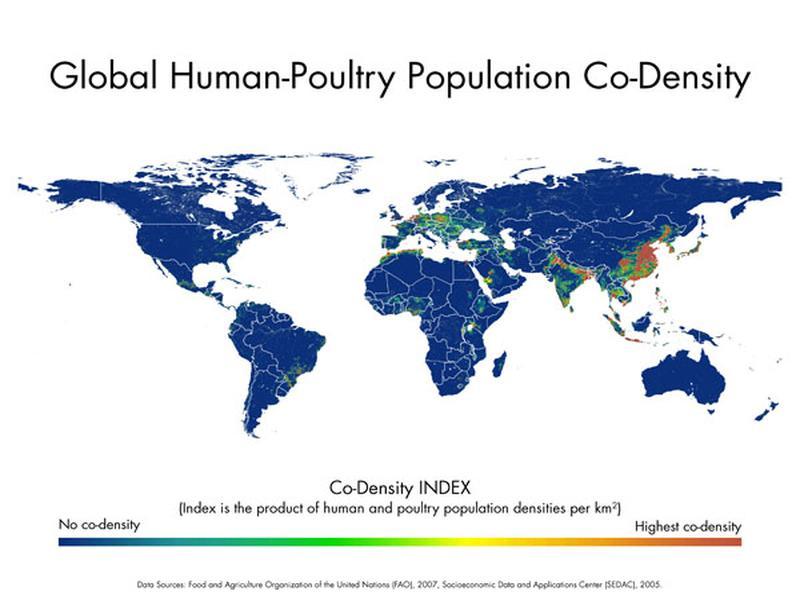 Global Human-Poultry Population Co-Density
Co-Density INDEX
(Index is the product of human and poultry population densities per km²)
No co-density
Highest co-density
Data Sources: Food and Agriculture Organization of the United Nations (FAO), 2007, Socioeconomic Data and Applications Center (SEDAC), 2005.